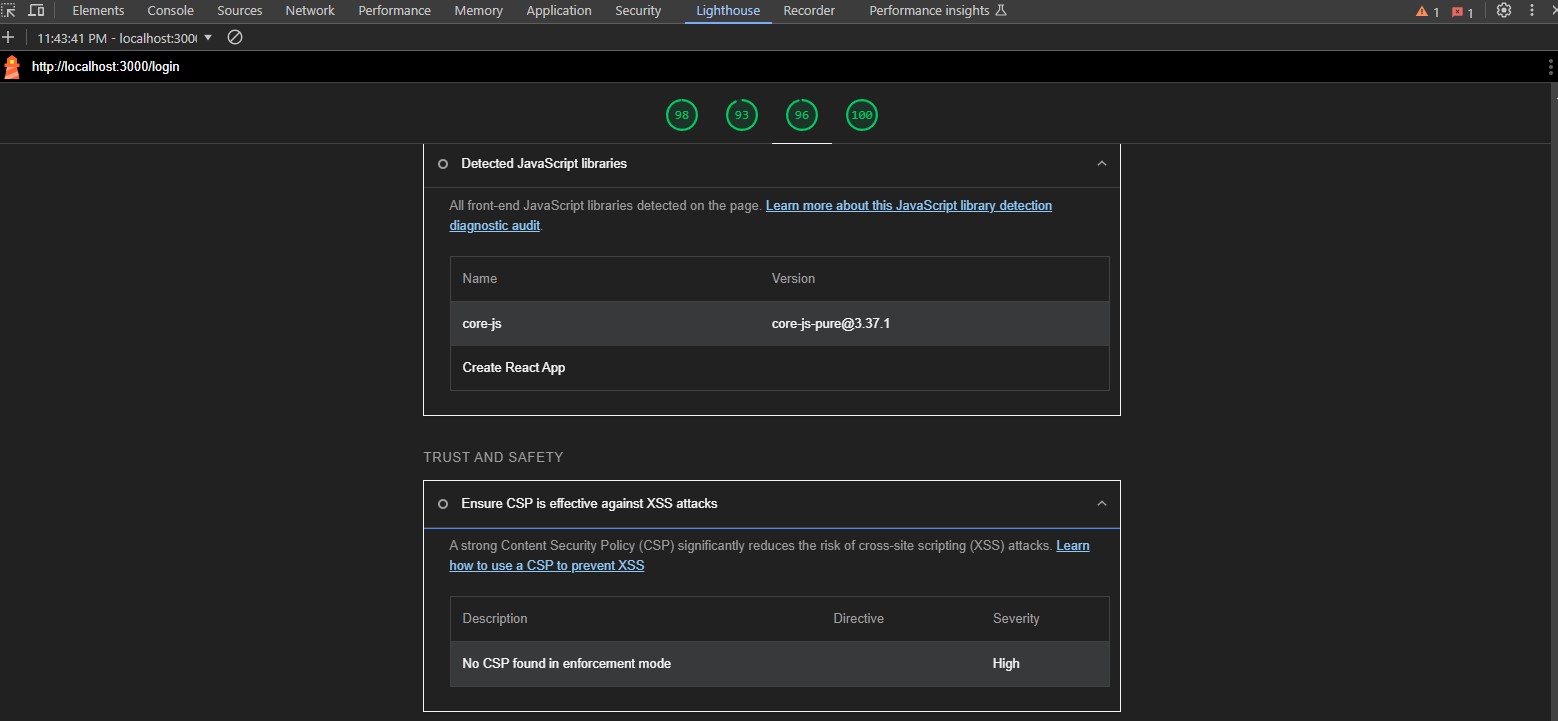 Elements Console Sources Network Performance Memory Application Security Lighthouse Recorder Performance insights 1 1
11:43:41 PM - localhost:300
http://localhost:3000/login
98 93 96 100
Detected JavaScript libraries
All front-end JavaScript libraries detected on the page. Learn more about this JavaScript library detection
diagnostic audit.
Name Version
core-js core-js-pure@3.37.1
Create React App
TRUST AND SAFETY
Ensure CSP is effective against XSS attacks
A strong Content Security Policy (CSP) significantly reduces the risk of cross-site scripting (XSS) attacks. Learn
how to use a CSP to prevent XSS
Description Directive Severity
No CSP found in enforcement mode High